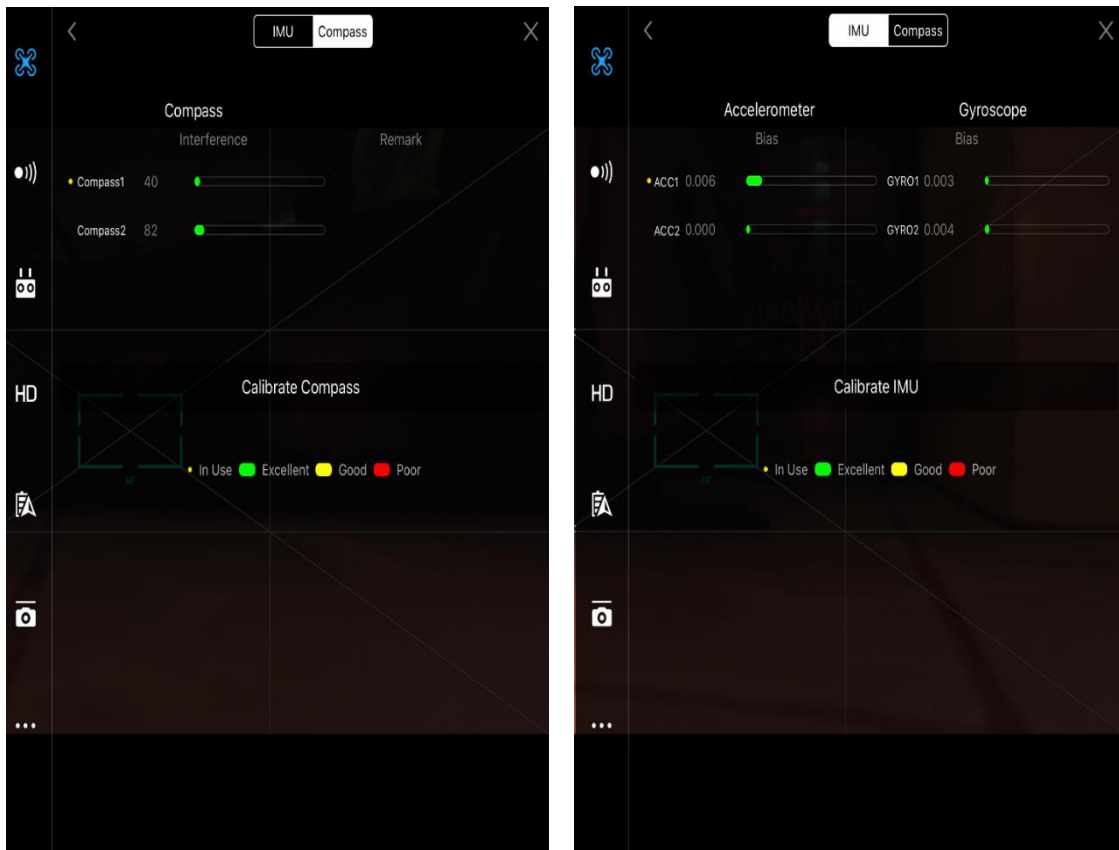 IMU Compass
Compass
Interference Remark
Compass1 40
Compass2 82
HD
Calibrate Compass
AF
In Use Excellent Good Poor
IMU Compass
Accelerometer Gyroscope
Bias Bias
ACC1 0.006 GYRO1 0.003
ACC2 0.000 GYRO2 0.004
HD
Calibrate IMU
AF
In Use Excellent Good Poor